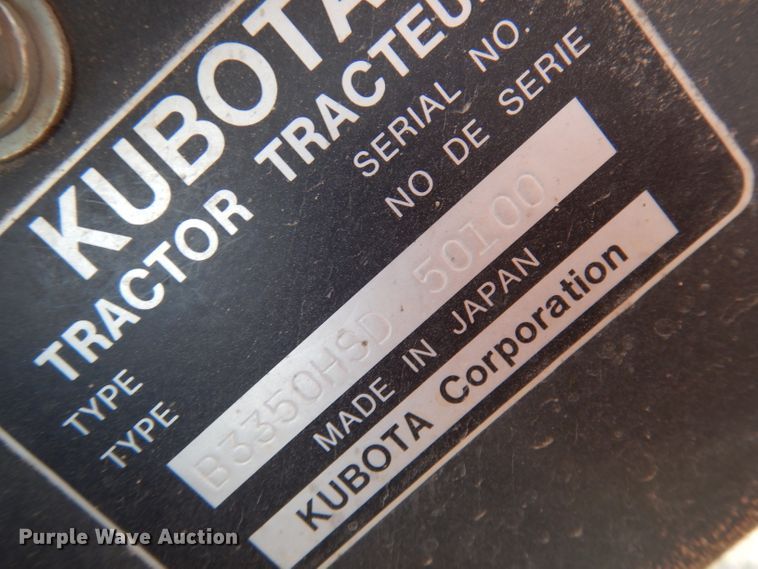 KUBOTA
TRACTOR TRACTEU
SERIAL NO.
NO DE SERIE
TYPE
TYPE
B3350HSD 50100
MADE IN JAPAN
KUBOTA Corporation
Purple Wave Auction